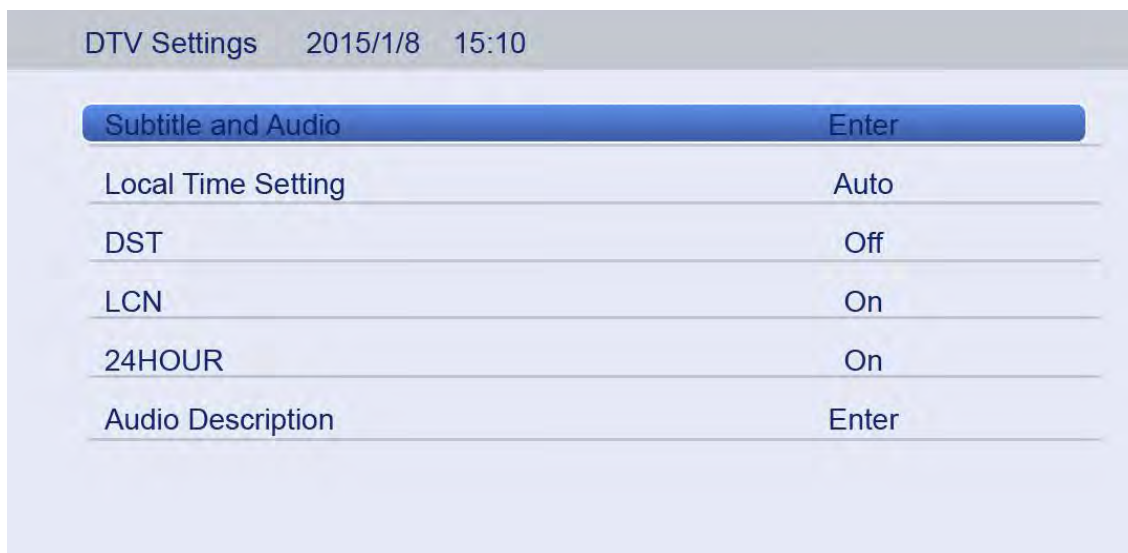 DTV Settings 2015/1/8 15:10
Subtitle and Audio Enter
Local Time Setting Auto
DST Off
LCN On
24HOUR On
Audio Description Enter